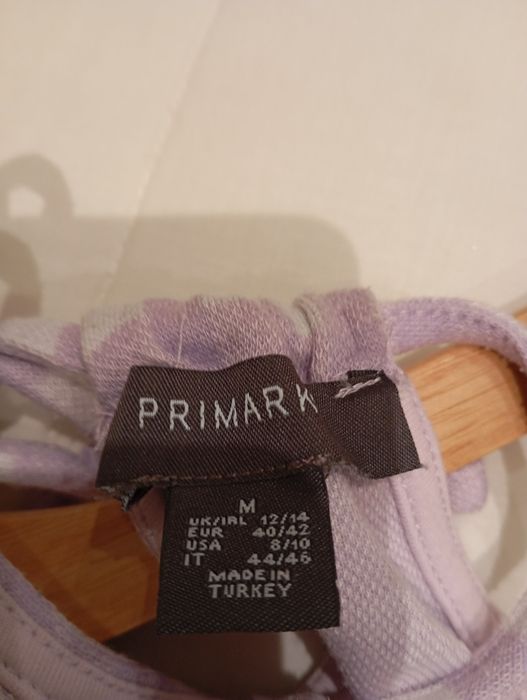 PRIMARK
M
UK/IRL 12/14
EUR 40/42
USA 8/10
IT 44/46
MADE IN
TURKEY